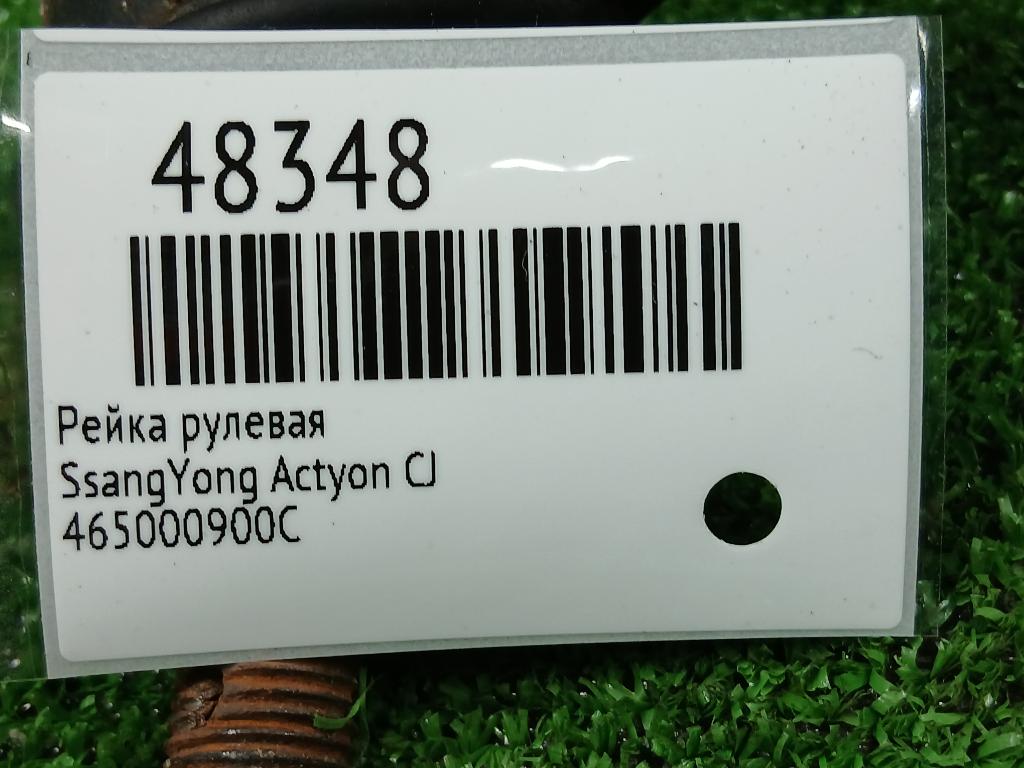 48348
Рейка рулевая
SsangYong Actyon CJ
465000900C